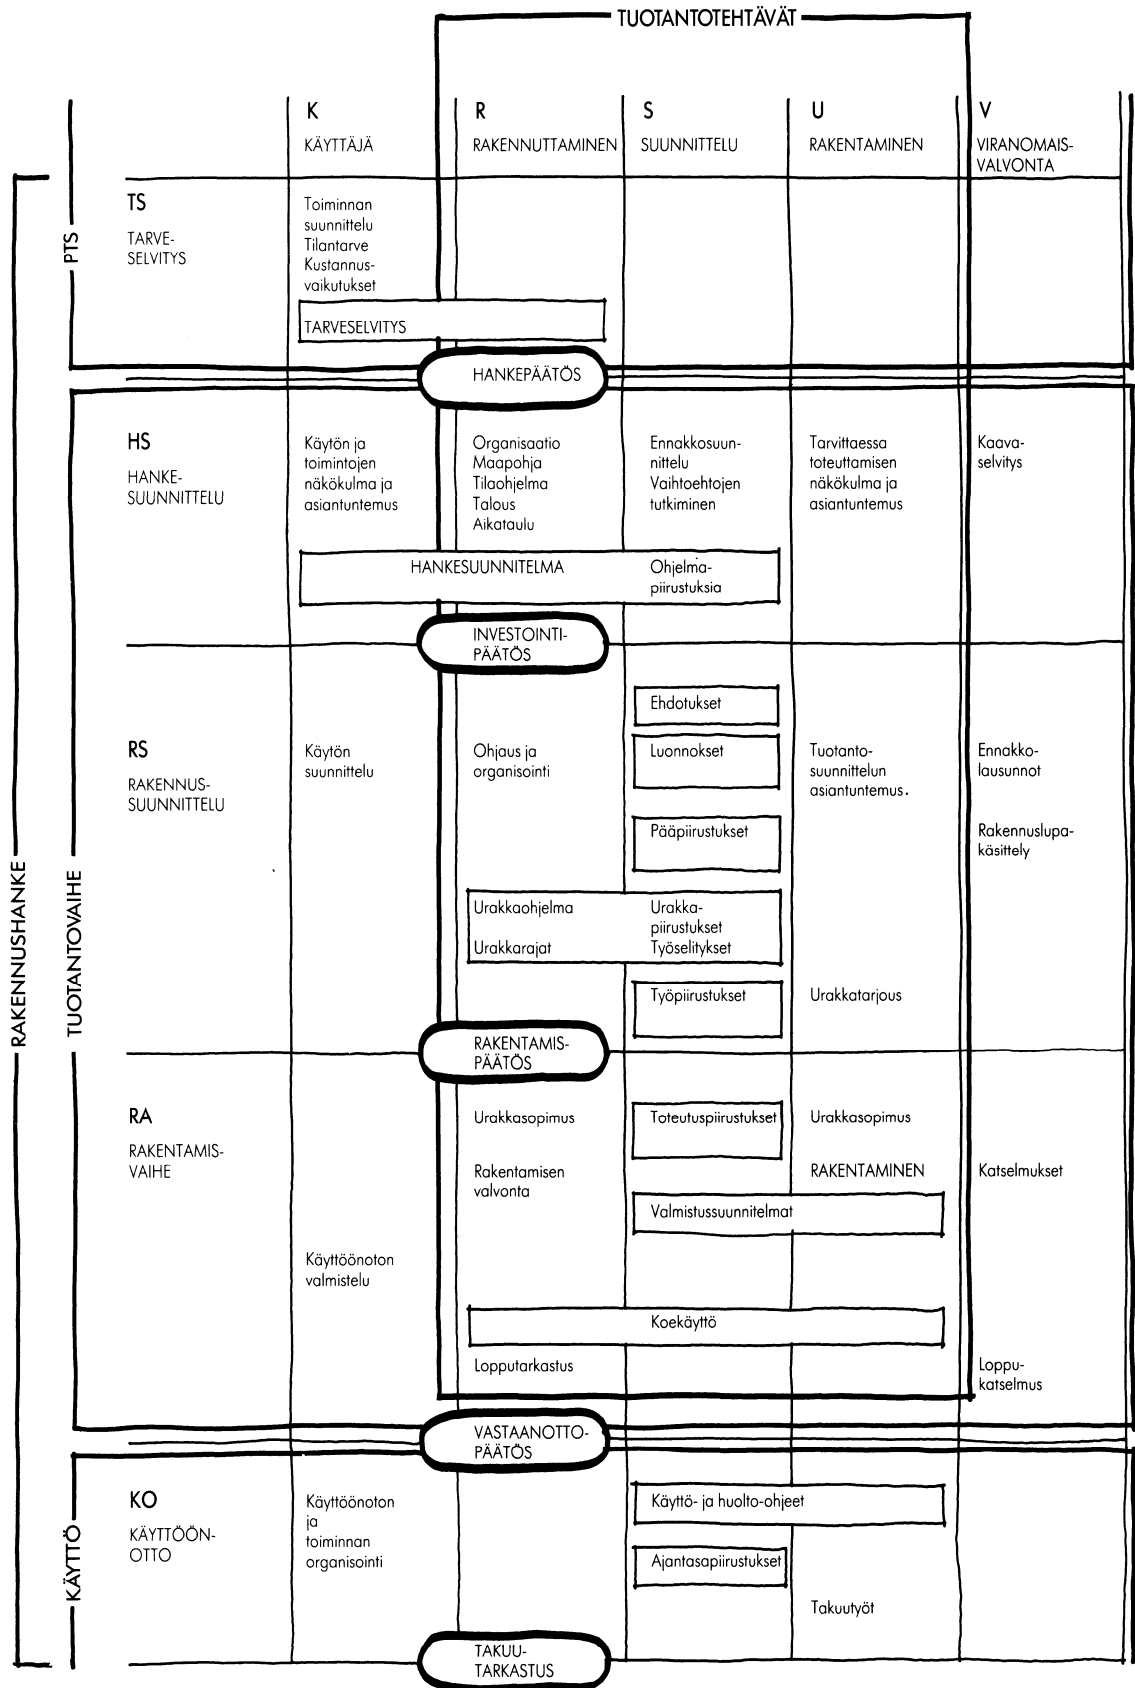 TUOTANTOTEHTÄVÄT
K
KÄYTTÄJÄ
R
RAKENNUTTAMINEN
S
SUUNNITTELU
U
RAKENTAMINEN
V
VIRANOMAIS-
VALVONTA
RAKENNUSHANKE
PTS
TS
TARVE-
SELVITYS
Toiminnan
suunnittelu
Tilantarve
Kustannus-
vaikutukset
TARVESELVITYS
HANKEPÄÄTÖS
TUOTANTOVAIHE
HS
HANKE-
SUUNNITTELU
Käytön ja
toimintojen
näkökulma ja
asiantuntemus
Organisaatio
Maapohja
Tilaohjelma
Talous
Aikataulu
Ennakkosuun-
nittelu
Vaihtoehtojen
tutkiminen
Tarvittaessa
toteuttamisen
näkökulma ja
asiantuntemus
Kaava-
selvitys
HANKESUUNNITELMA
Ohjelma-
piirustuksia
INVESTOINTI-
PÄÄTÖS
RS
RAKENNUS-
SUUNNITTELU
Käytön
suunnittelu
Ohjaus ja
organisointi
Ehdotukset
Luonnokset
Tuotanto-
suunnittelun
asiantuntemus.
Ennakko-
lausunnot
Pääpiirustukset
Rakennuslupa-
käsittely
Urakkaohjelma
Urakkarajat
Urakka-
piirustukset
Työselitykset
Työpiirustukset
Urakkatarjous
RAKENTAMIS-
PÄÄTÖS
RA
RAKENTAMIS-
VAIHE
Urakkasopimus
Toteutuspiirustukset
Urakkasopimus
Rakentamisen
valvonta
RAKENTAMINEN
Katselmukset
Valmistussuunnitelmat
Käyttöönoton
valmistelu
Koekäyttö
Lopputarkastus
Loppu-
katselmus
VASTAANOTTO-
PÄÄTÖS
KÄYTTÖ
KO
KÄYTTÖÖN-
OTTO
Käyttöönoton
ja
toiminnan
organisointi
Käyttö- ja huolto-ohjeet
Ajantasapiirustukset
Takuutyöt
TAKUU-
TARKASTUS